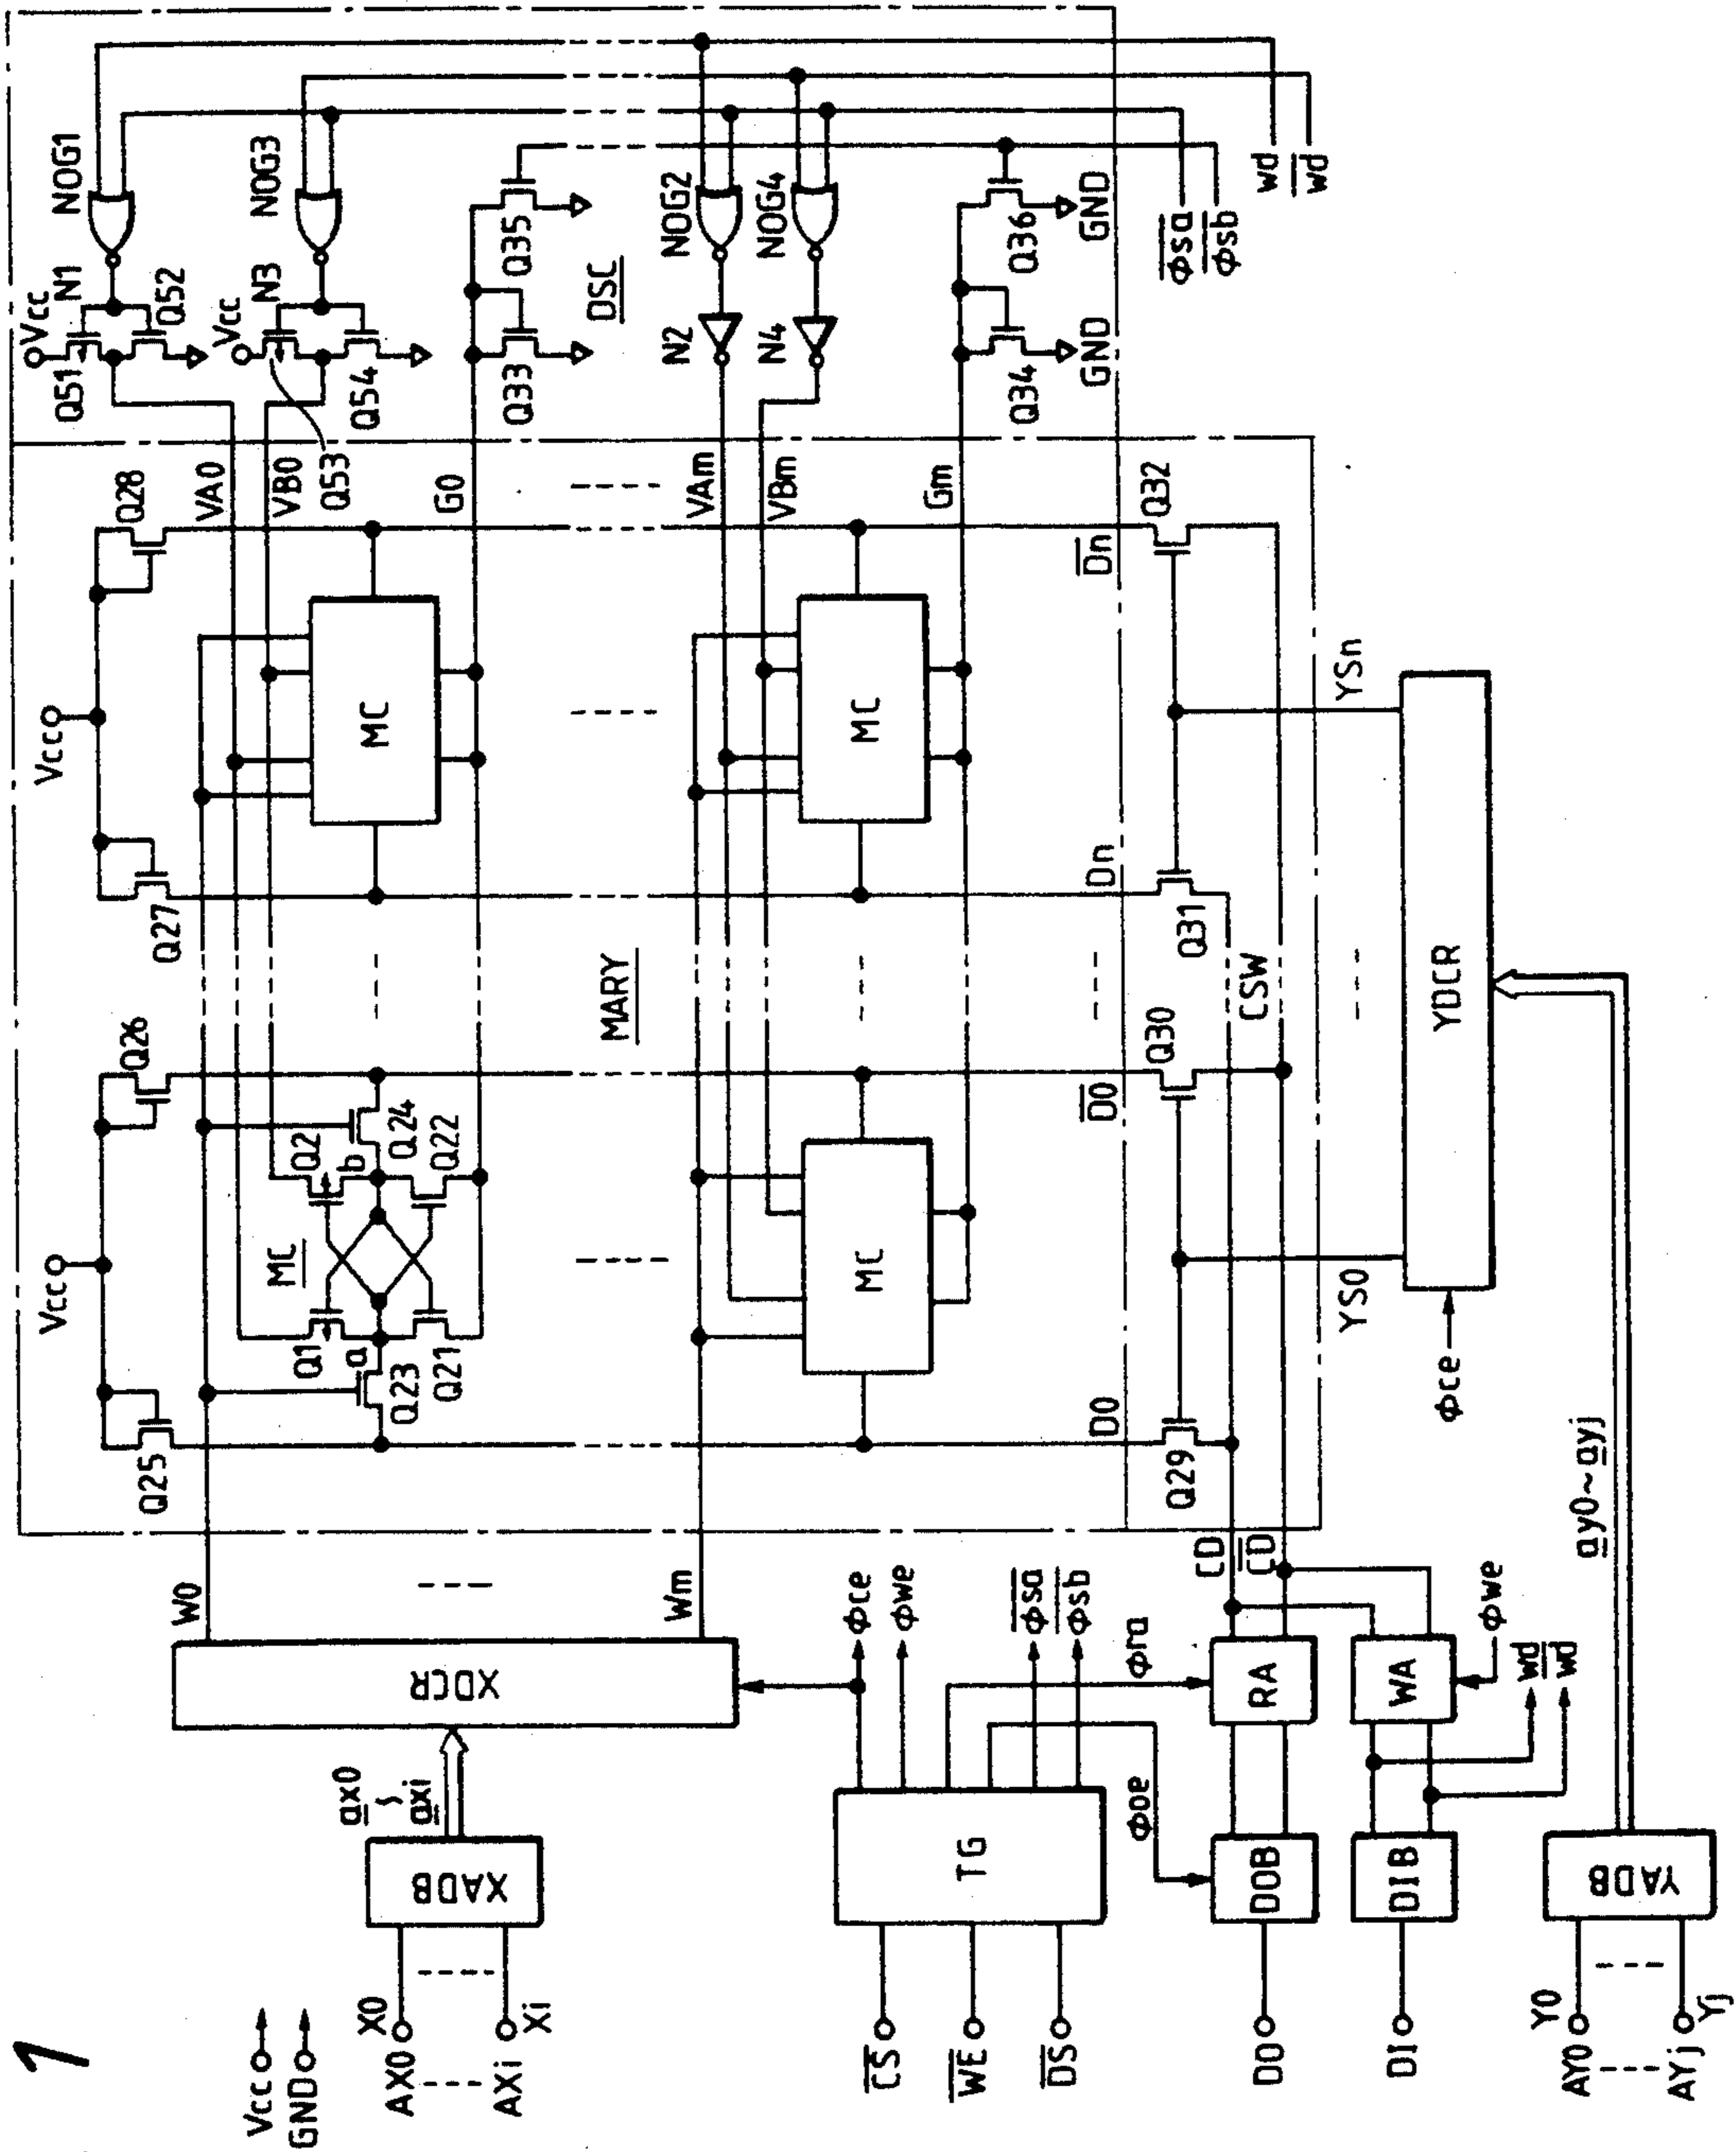 1
Vcc
GND
AX0 X0
AXi Xi
XADB
ax0
~
axi
XDCR
W0
Wm
CS
WE
DS
TG
φce
φwe
φsa
φsb
φra
φoe
DO
DOB
RA
CD
CD
DI
DIB
WA
φwe
wd
wd
AY0 Y0
AYj Yj
YADB
ay0~ayj
φce
YDCR
YS0
YSn
Vcc
Q25
Q26
MC
Q1
Q2
a
b
Q23
Q24
Q21
Q22
Vcc
Q27
Q28
MC
MARY
MC
MC
D0
D0
Dn
Dn
Q29
Q30
CSW
Q31
Q32
VA0
VB0
G0
VAm
VBm
Gm
Vcc
N1
NOG1
Q51
Q52
Vcc
N3
NOG3
Q53
Q54
Q33
Q35
DSC
N2
NOG2
N4
NOG4
Q34
GND
Q36
GND
φsa
φsb
wd
wd